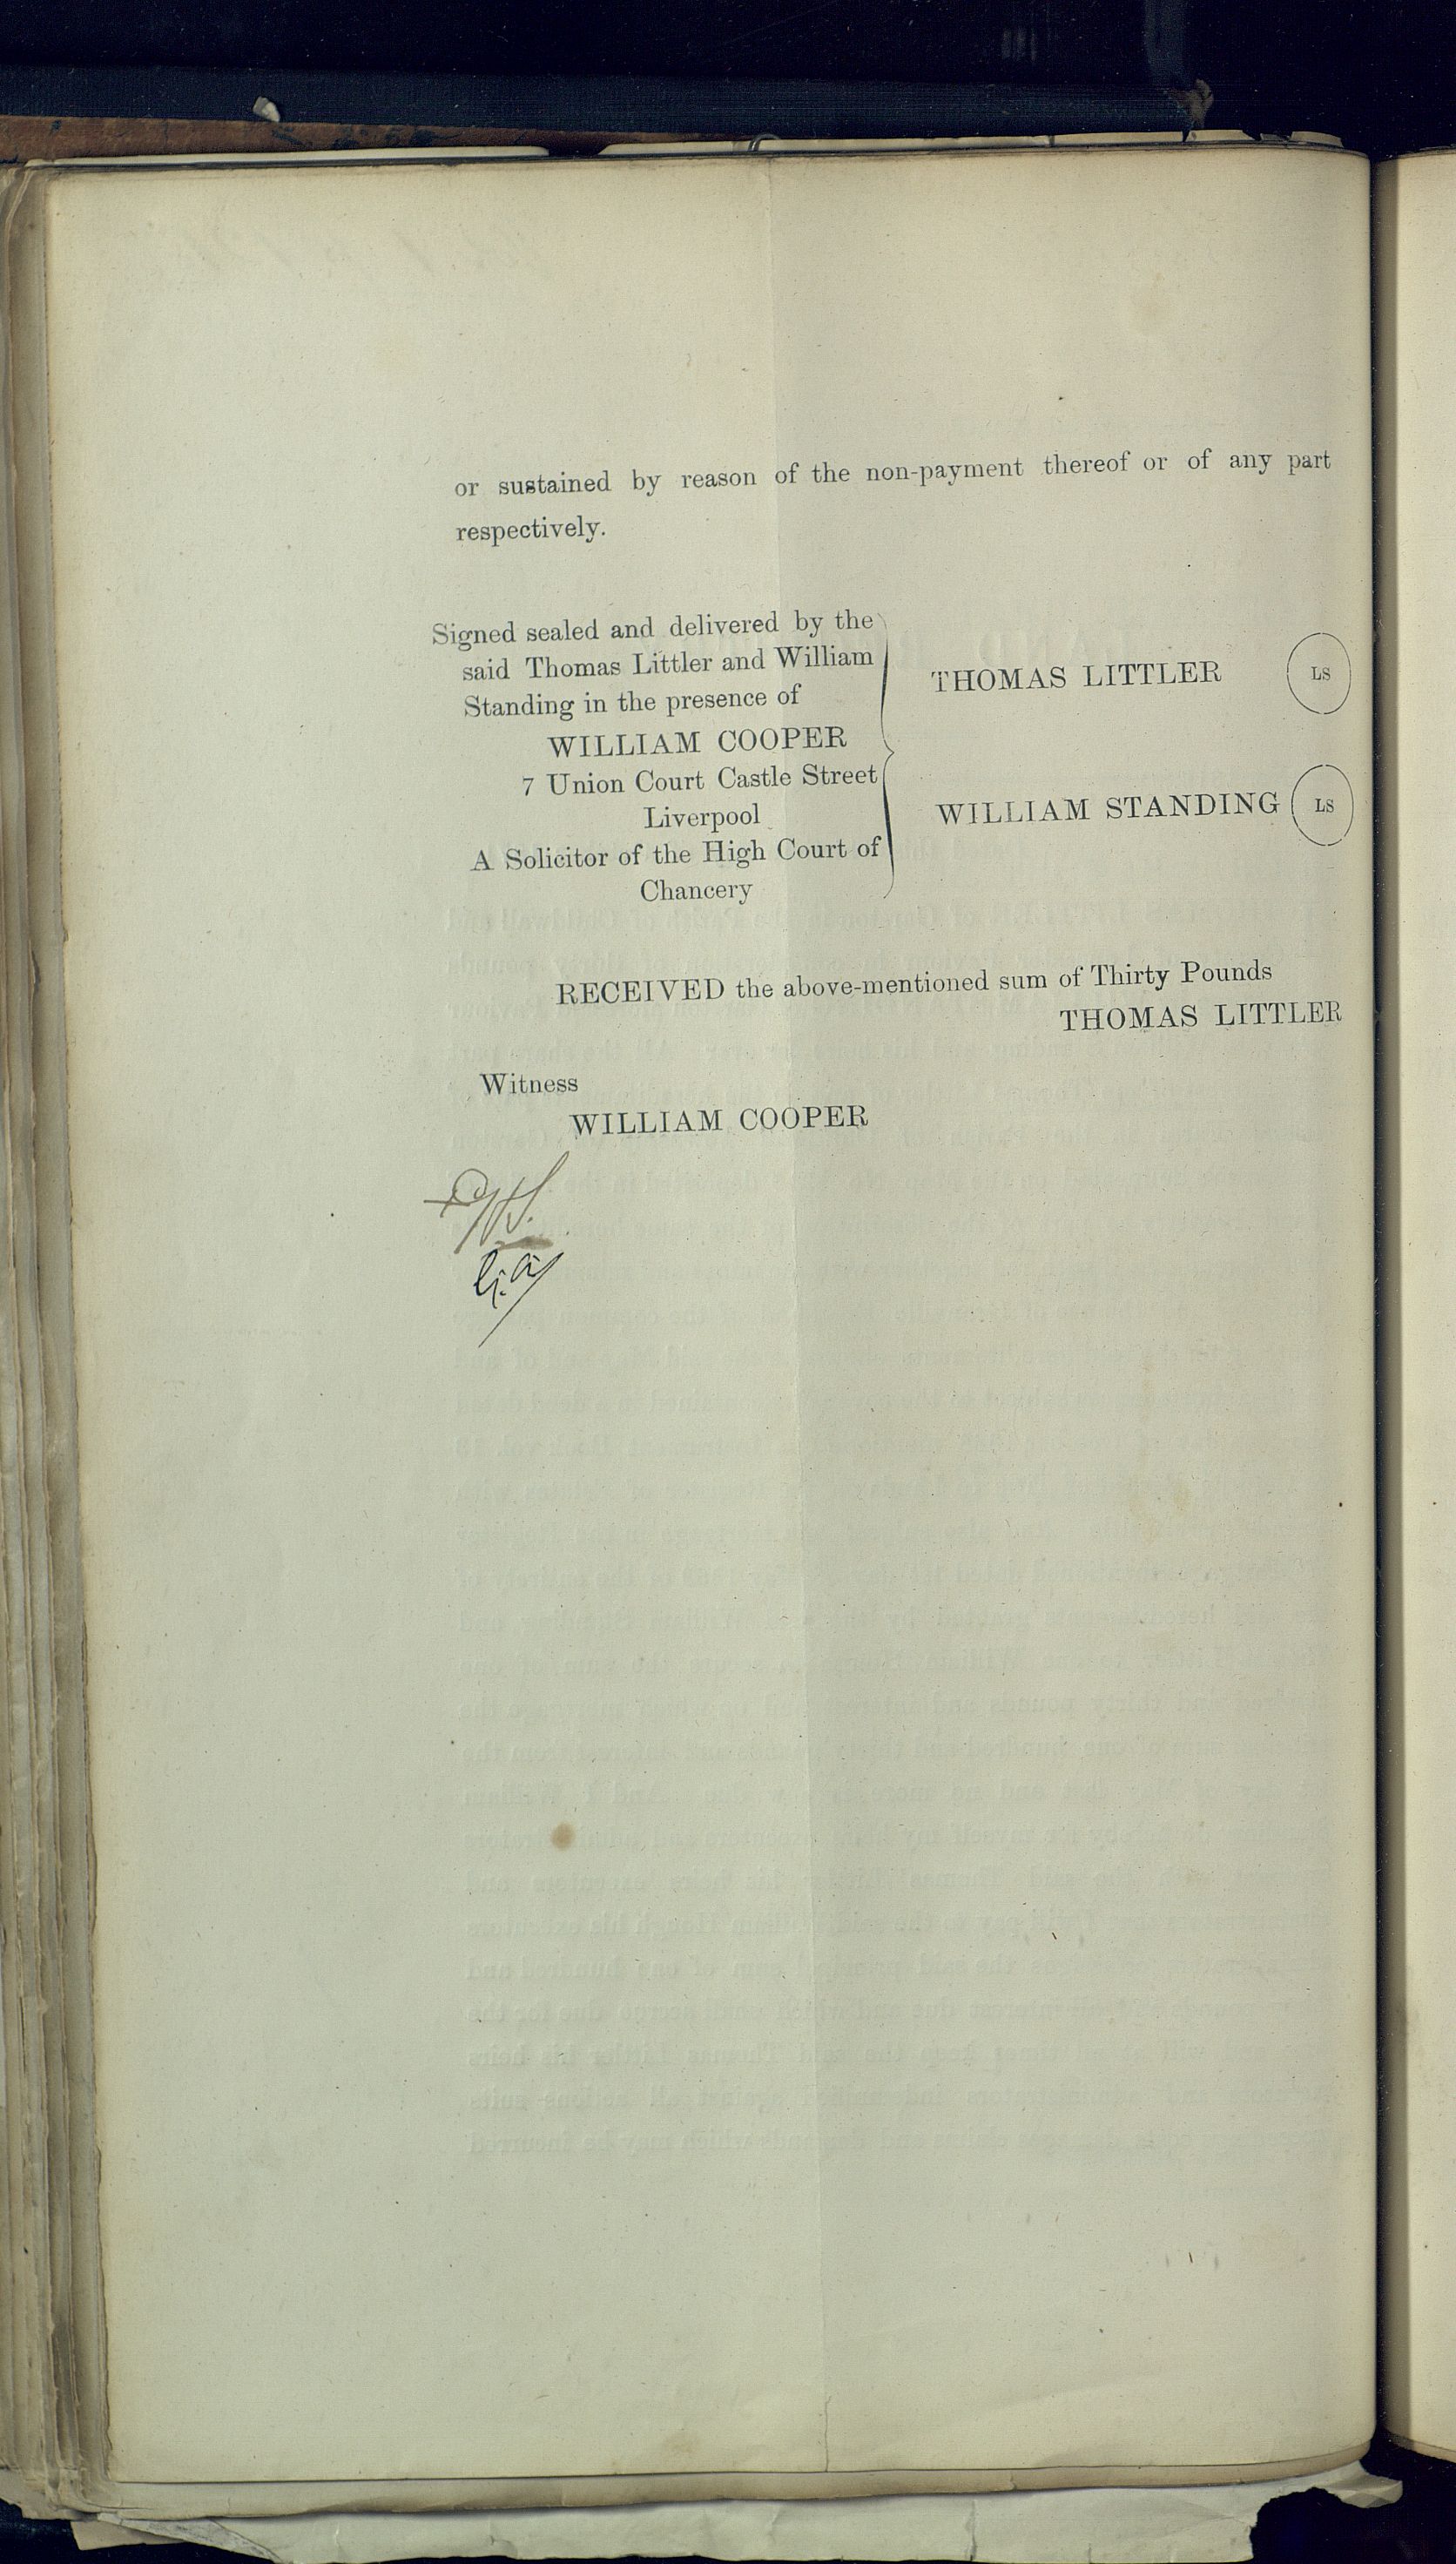 or sustained by reason of the non-payment thereof or of any part
respectively.
Signed sealed and delivered by the
said Thomas Littler and William
Standing in the presence of
WILLIAM COOPER
7 Union Court Castle Street
Liverpool
A Solicitor of the High Court of
Chancery
THOMAS LITTLER LS
WILLIAM STANDING LS
RECEIVED the above-mentioned sum of Thirty Pounds
THOMAS LITTLER
Witness
WILLIAM COOPER